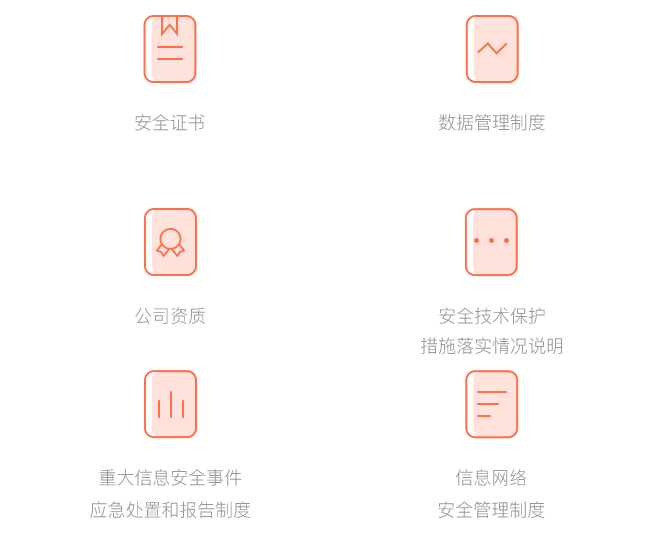 安全证书
数据管理制度
公司资质
安全技术保护
措施落实情况说明
重大信息安全事件
应急处置和报告制度
信息网络
安全管理制度